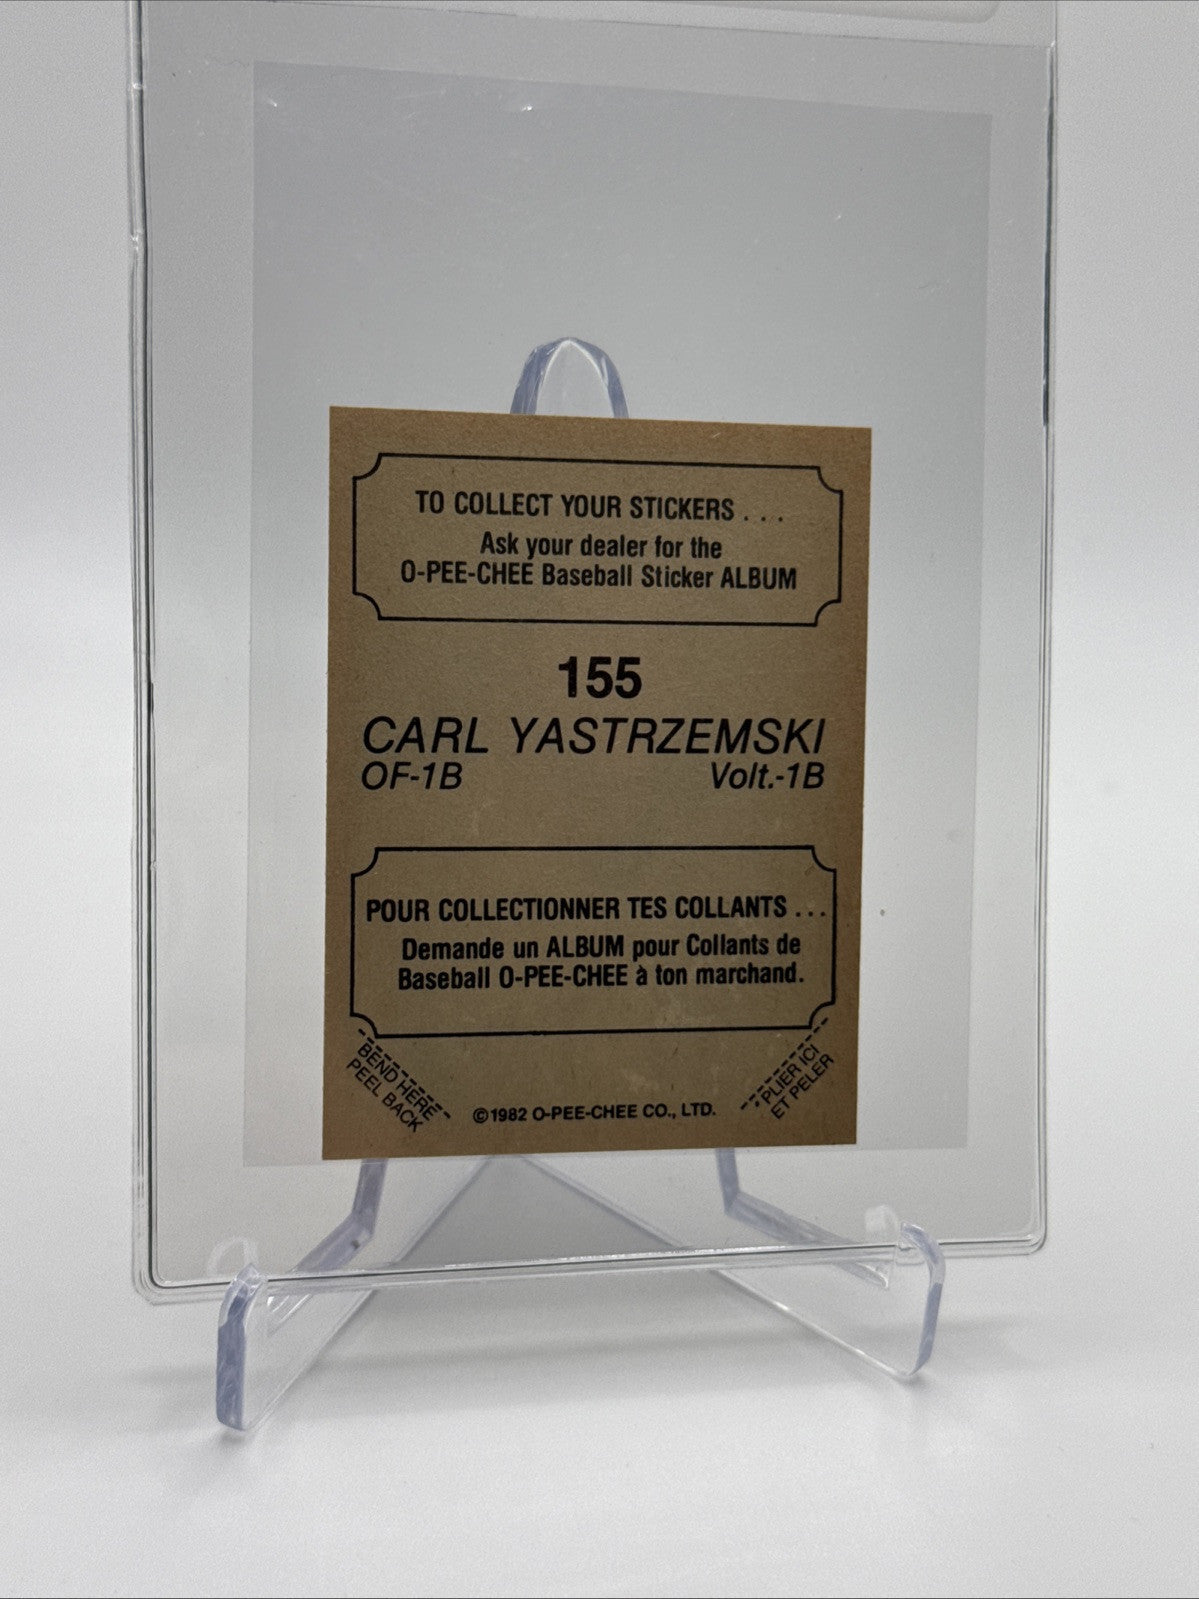 TO COLLECT YOUR STICKERS . . .
Ask your dealer for the
O-PEE-CHEE Baseball Sticker ALBUM
155
CARL YASTRZEMSKI
OF-1B Volt.-1B
POUR COLLECTIONNER TES COLLANTS . . .
Demande un ALBUM pour Collants de
Baseball O-PEE-CHEE à ton marchand.
BEND HERE
PEEL BACK
©1982 O-PEE-CHEE CO., LTD.
PLIER ICI
ET PELER